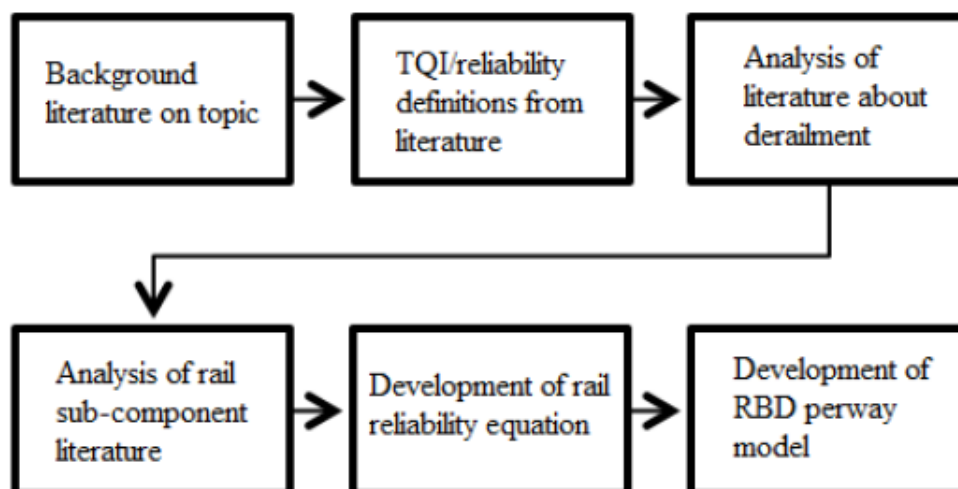 Background
literature on topic
TQI/reliability
definitions from
literature
Analysis of
literature about
derailment
Analysis of rail
sub-component
literature
Development of rail
reliability equation
Development of
RBD perway
model